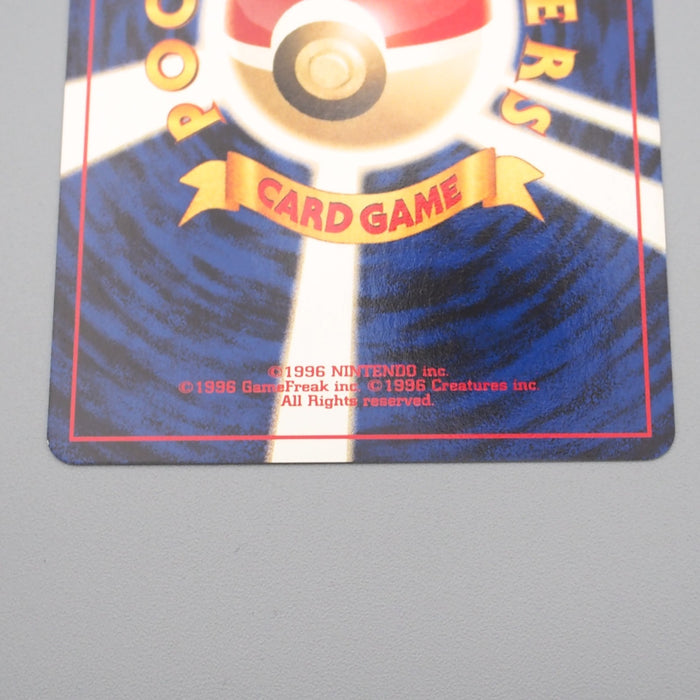 POC
ERS
CARD GAME
©1996 NINTENDO inc.
©1996 GameFreak inc. ©1996 Creatures inc.
All Rights reserved.